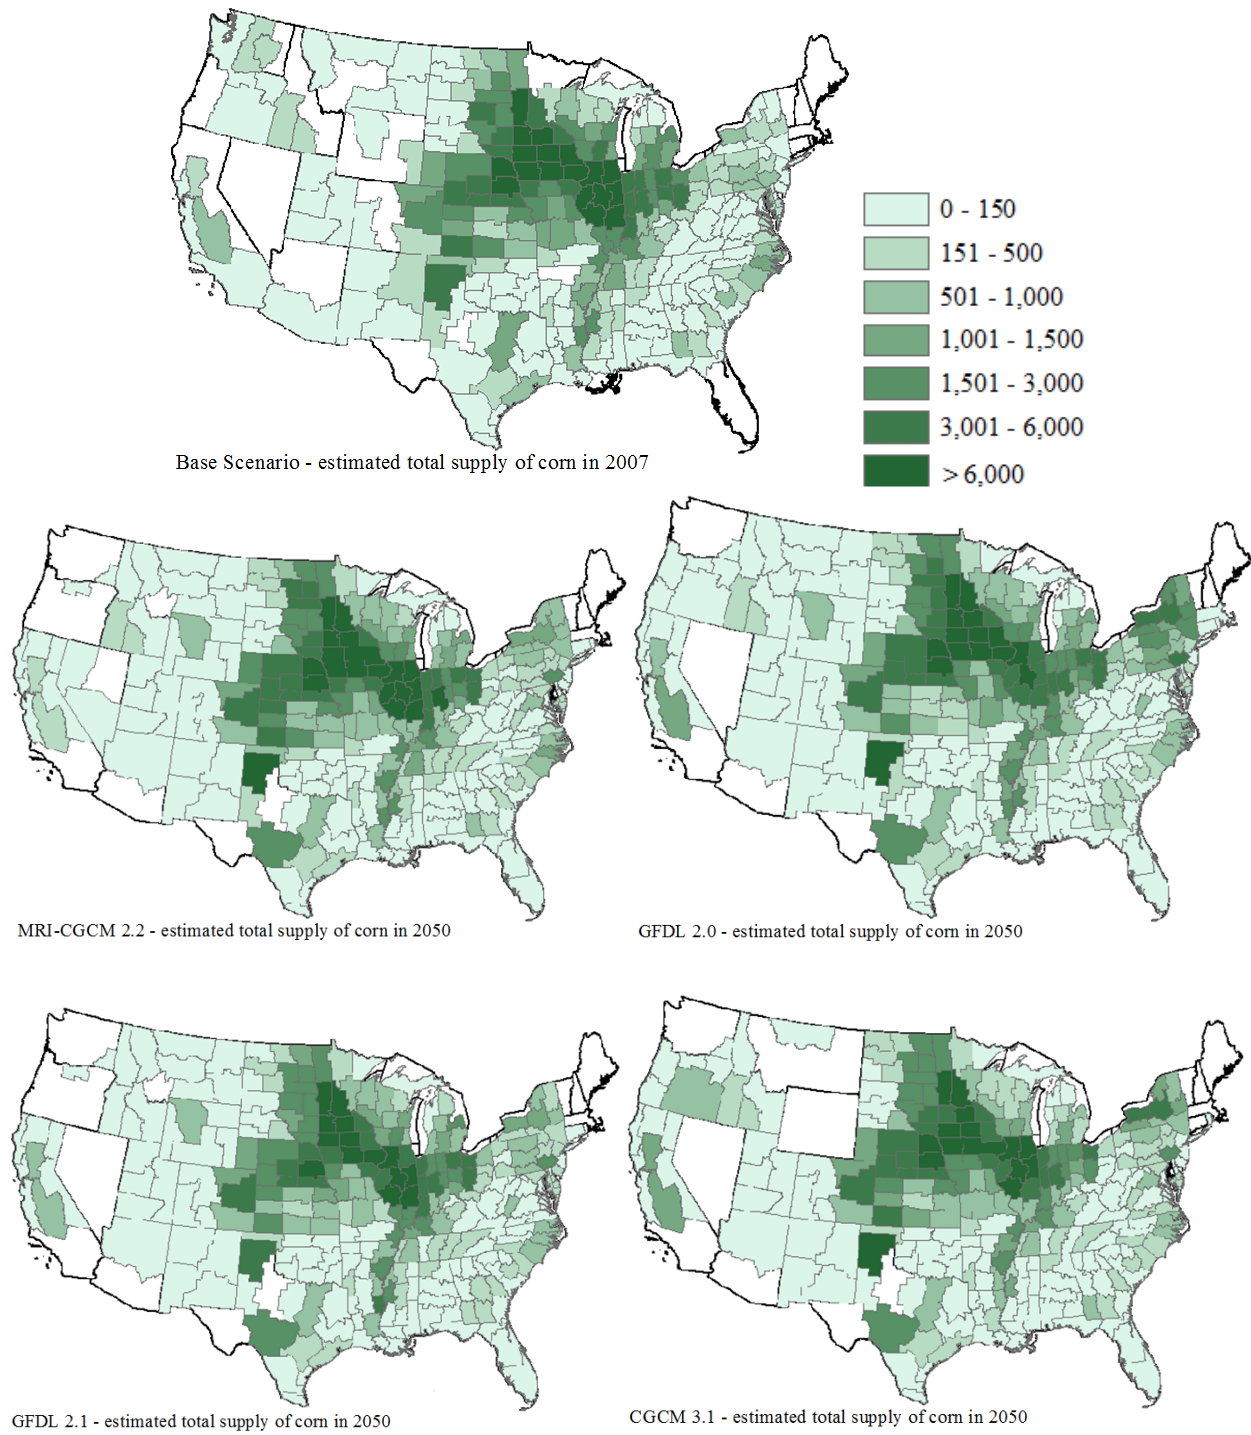 0 - 150
151 - 500
501 - 1,000
1,001 - 1,500
1,501 - 3,000
3,001 - 6,000
> 6,000
Base Scenario - estimated total supply of corn in 2007
MRI-CGCM 2.2 - estimated total supply of corn in 2050
GFDL 2.0 - estimated total supply of corn in 2050
GFDL 2.1 - estimated total supply of corn in 2050
CGCM 3.1 - estimated total supply of corn in 2050